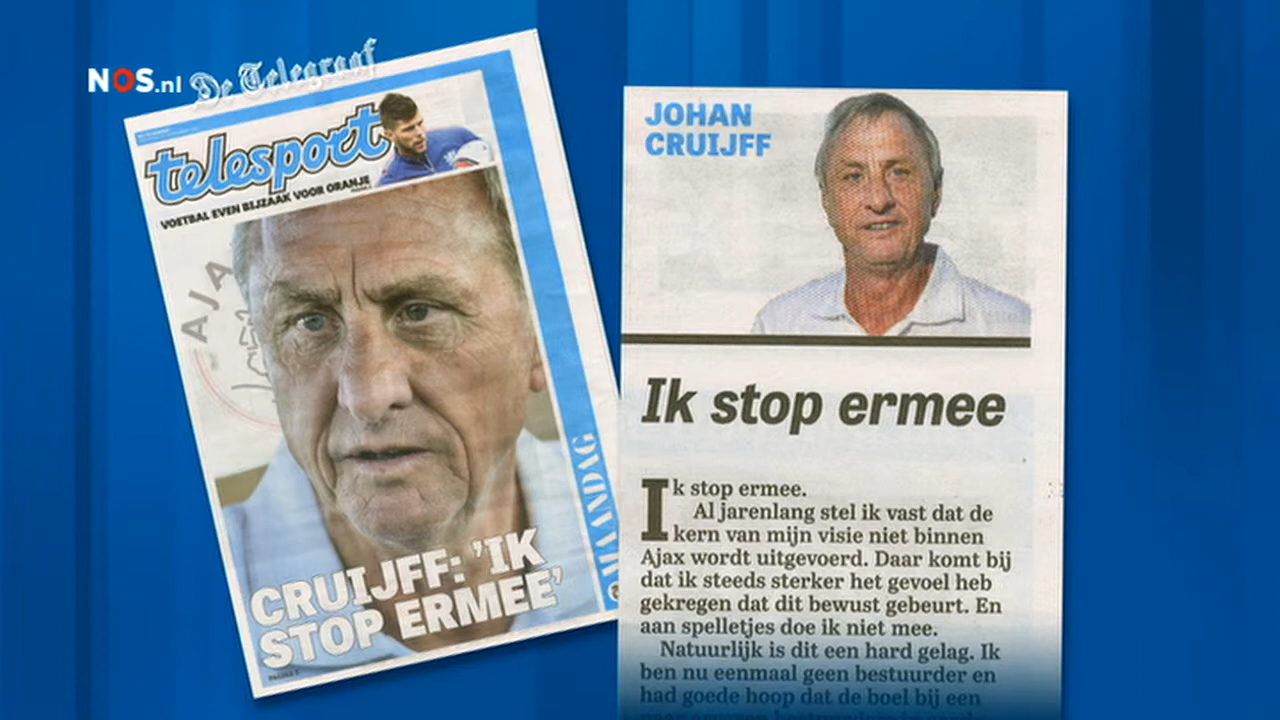 NOS.nl
De Telegraaf
telesport
VOETBAL EVEN BIJZAAK VOOR ORANJE
AJA
CRUIJFF: 'IK
STOP ERMEE'
MAANDAG
JOHAN
CRUIJFF
Ik stop ermee
Ik stop ermee.
Al jarenlang stel ik vast dat de
kern van mijn visie niet binnen
Ajax wordt uitgevoerd. Daar komt bij
dat ik steeds sterker het gevoel heb
gekregen dat dit bewust gebeurt. En
aan spelletjes doe ik niet mee.
Natuurlijk is dit een hard gelag. Ik
ben nu eenmaal geen bestuurder en
had goede hoop dat de boel bij een